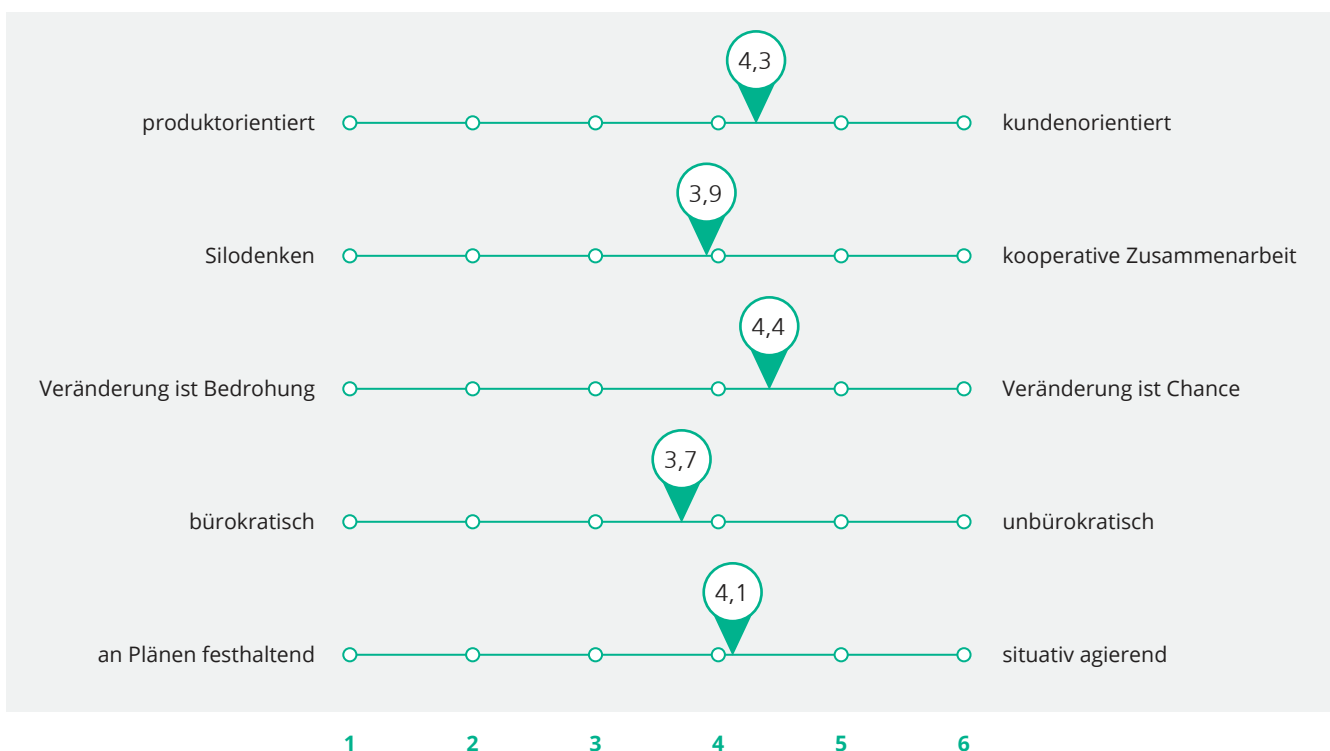 4,3
produktorientiert
kundenorientiert
3,9
Silodenken
kooperative Zusammenarbeit
4,4
Veränderung ist Bedrohung
Veränderung ist Chance
3,7
bürokratisch
unbürokratisch
4,1
an Plänen festhaltend
situativ agierend
1 2 3 4 5 6